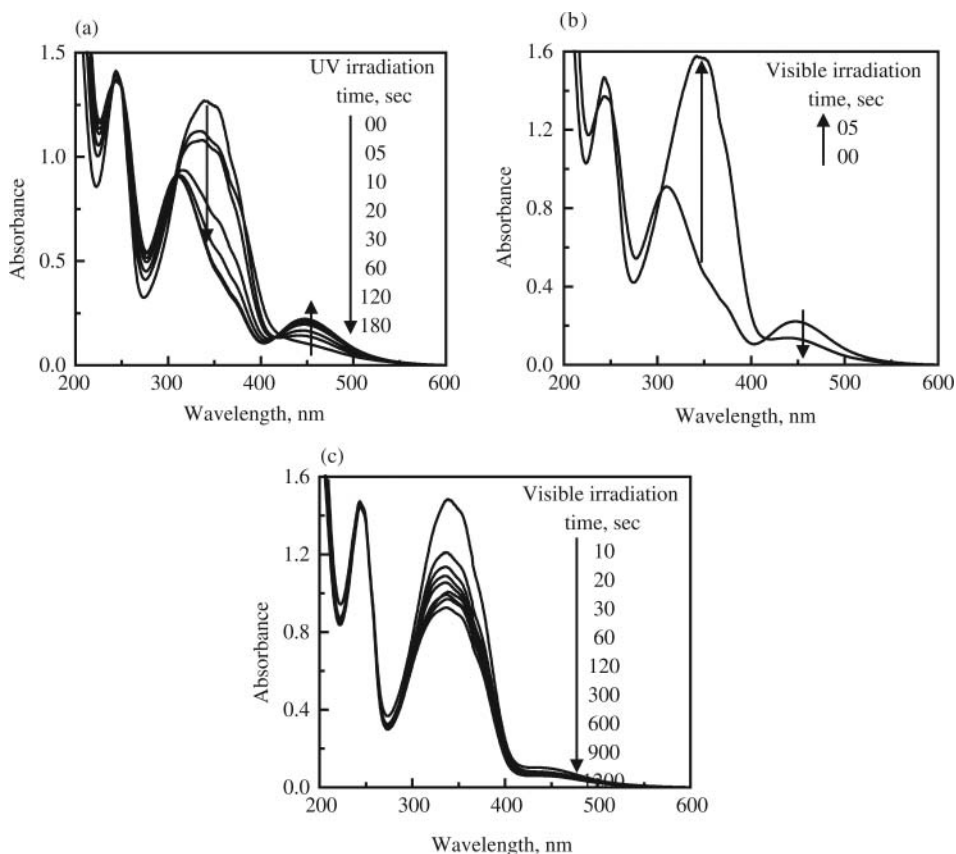 (a)
UV irradiation
time, sec
00
05
10
20
30
60
120
180
1.5
1.0
0.5
0.0
Absorbance
200 300 400 500 600
Wavelength, nm
(b)
Visible irradiation
time, sec
05
00
1.6
1.2
0.8
0.4
0.0
Absorbance
200 300 400 500 600
Wavelength, nm
(c)
Visible irradiation
time, sec
10
20
30
60
120
300
600
900
1200
1.6
1.2
0.8
0.4
0.0
Absorbance
200 300 400 500 600
Wavelength, nm